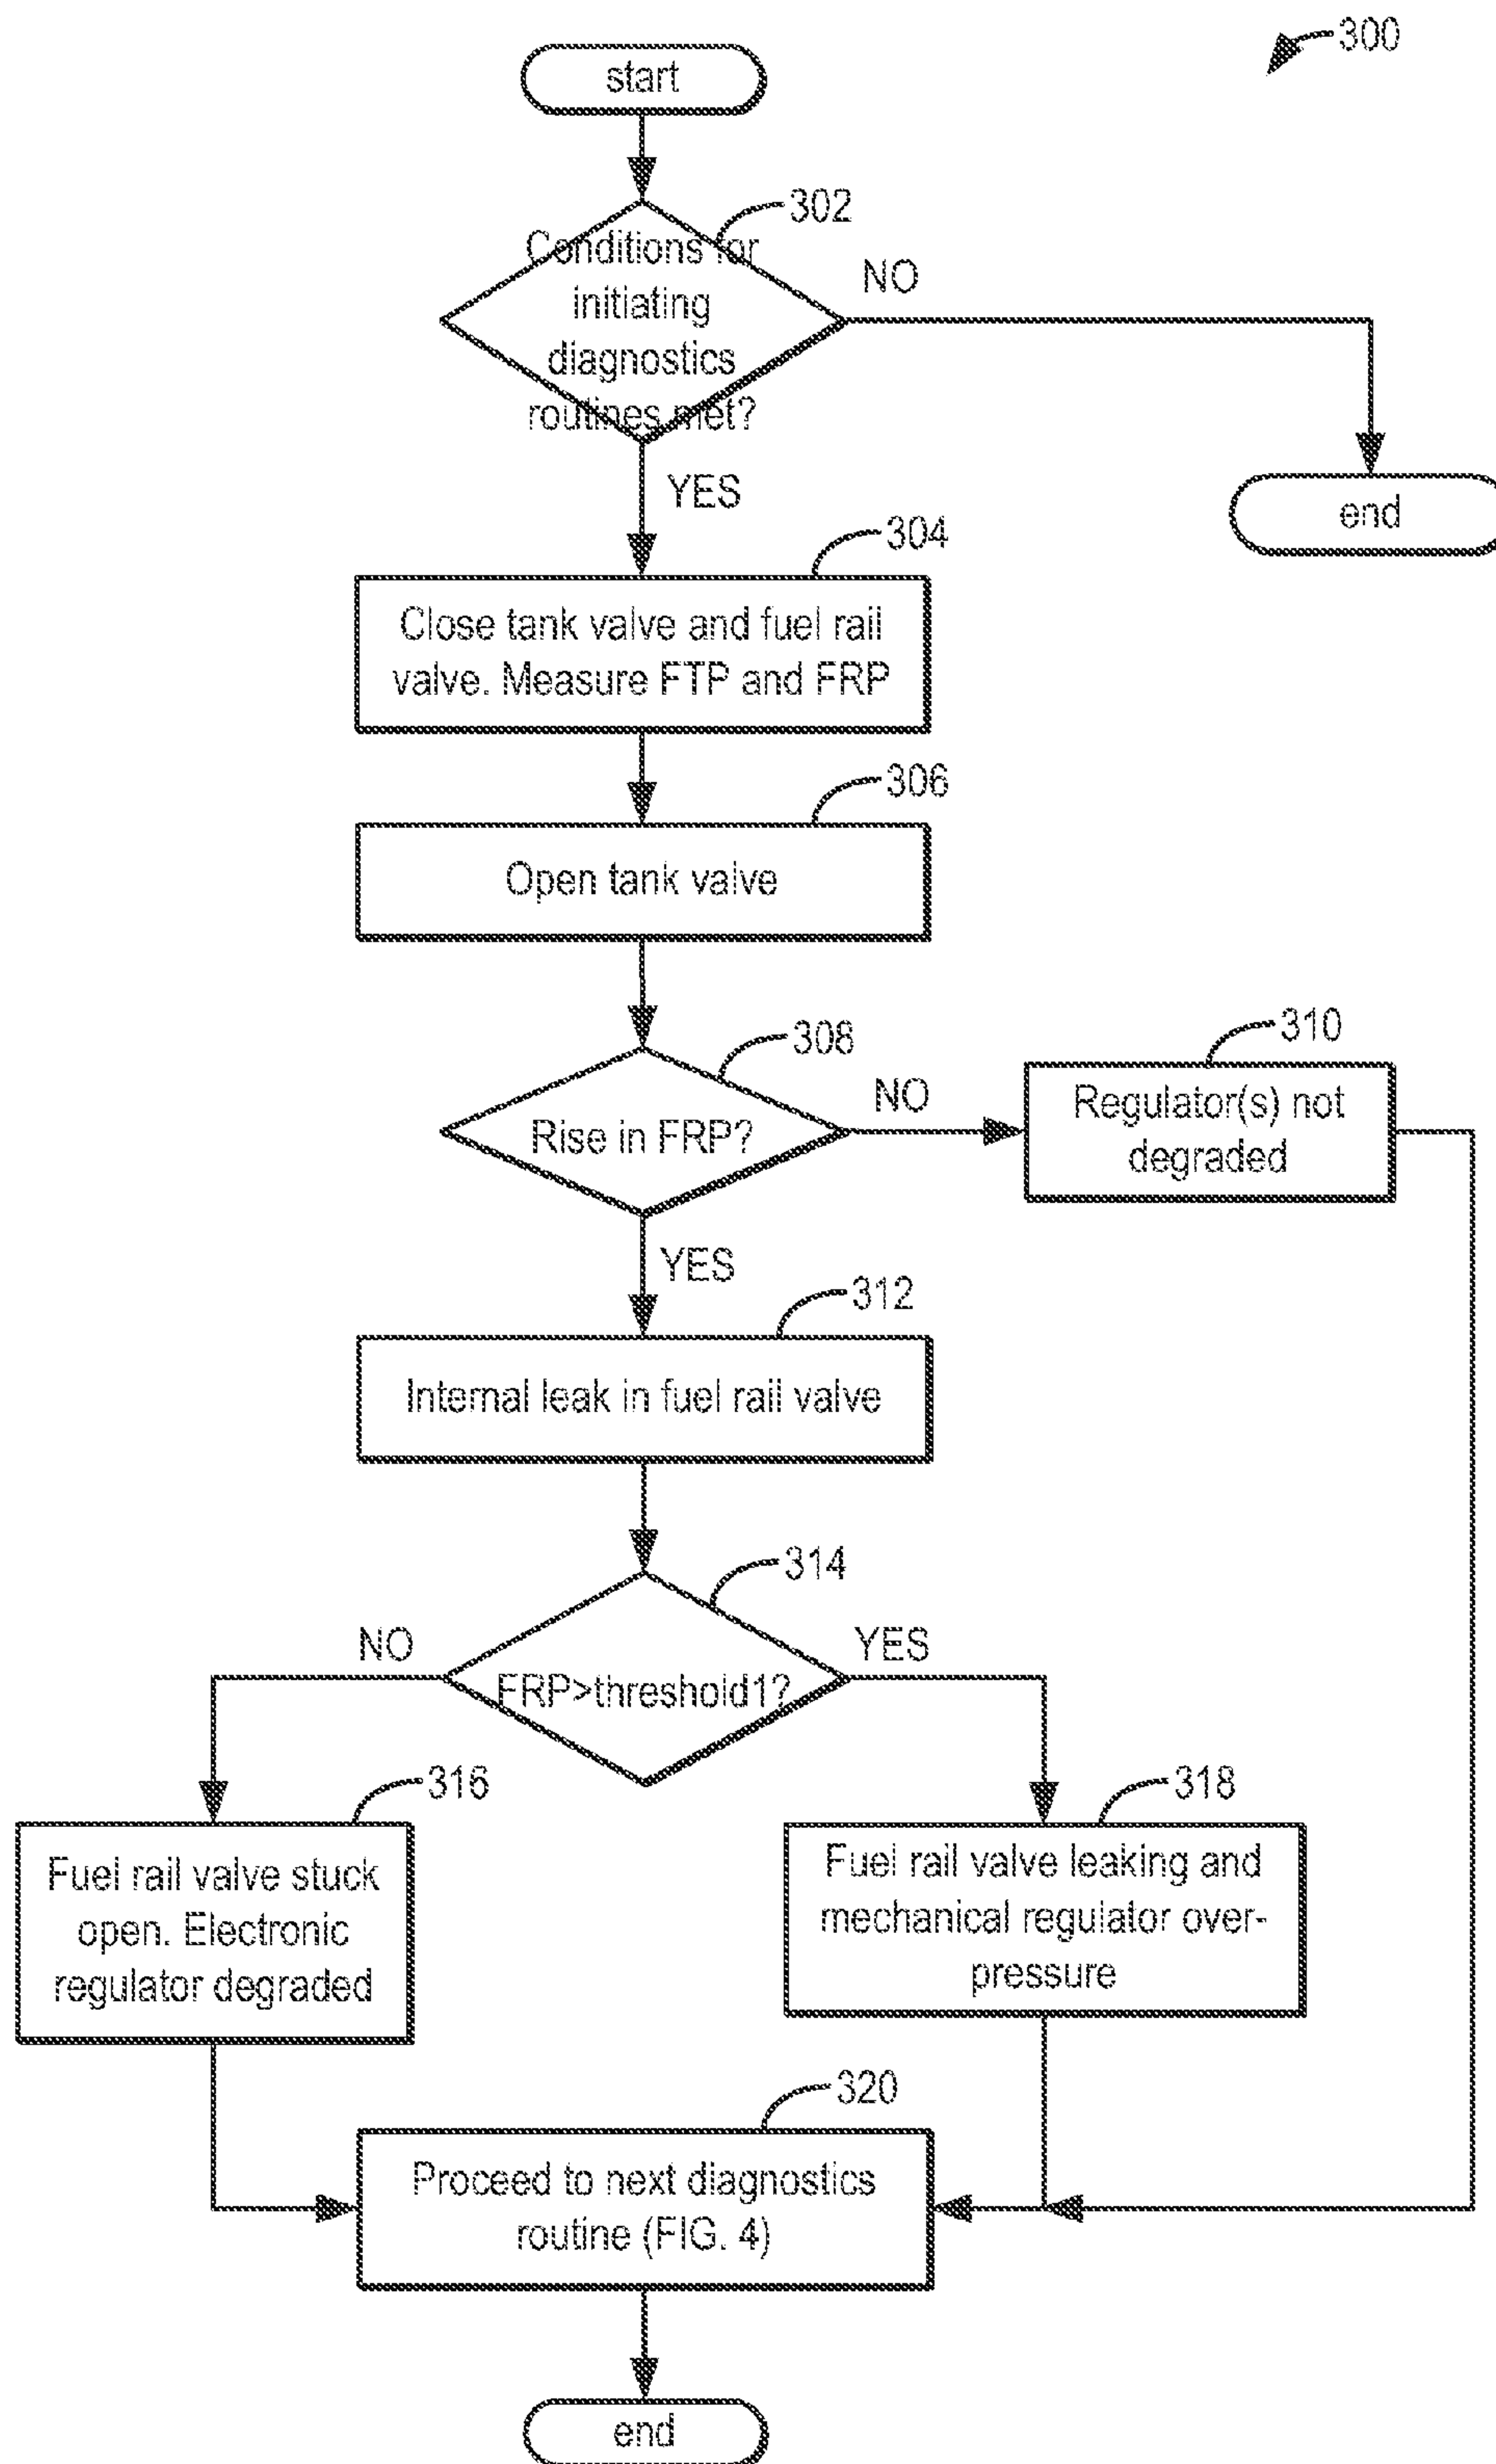 300
start
302
Conditions for
initiating
diagnostics
routines met?
NO
end
YES
304
Close tank valve and fuel rail
valve. Measure FTP and FRP
306
Open tank valve
308
Rise in FRP?
NO
310
Regulator(s) not
degraded
YES
312
Internal leak in fuel rail valve
314
FRP>threshold1?
NO
YES
316
Fuel rail valve stuck
open. Electronic
regulator degraded
318
Fuel rail valve leaking and
mechanical regulator over-
pressure
320
Proceed to next diagnostics
routine (FIG. 4)
end